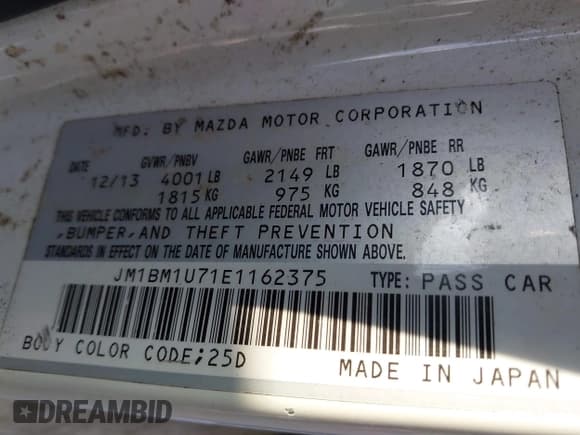 MFD. BY MAZDA MOTOR CORPORATION
DATE GVWR/PNBV GAWR/PNBE FRT GAWR/PNBE RR
12/13 4001 LB 2149 LB 1870 LB
1815 KG 975 KG 848 KG
THIS VEHICLE CONFORMS TO ALL APPLICABLE FEDERAL MOTOR VEHICLE SAFETY
,BUMPER,AND THEFT PREVENTION
STANDARDS IN EFFECT ON THE DATE OF MANUFACTURE SHOWN ABOVE.
JM1BM1U71E1162375 TYPE: PASS CAR
BODY COLOR CODE;25D MADE IN JAPAN
DREAMBID